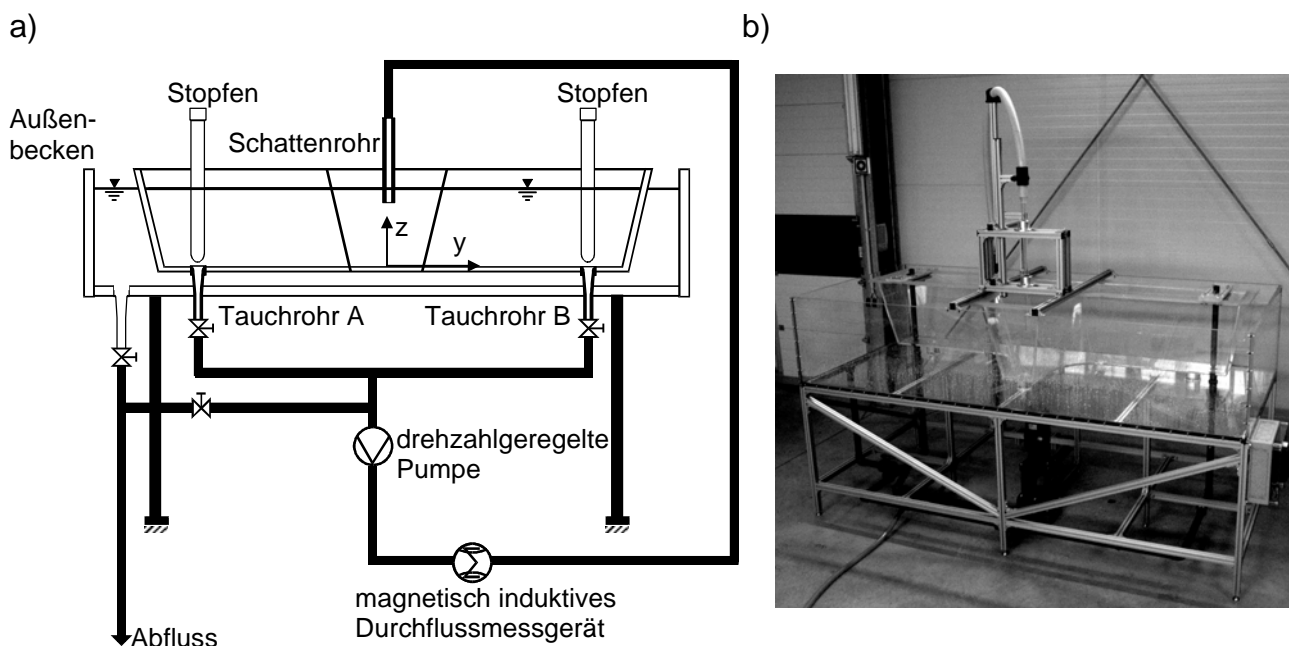 a)
b)
Stopfen
Stopfen
Außen-
becken
Schattenrohr
z
y
Tauchrohr A
Tauchrohr B
drehzahlgeregelte
Pumpe
magnetisch induktives
Durchflussmessgerät
Abfluss